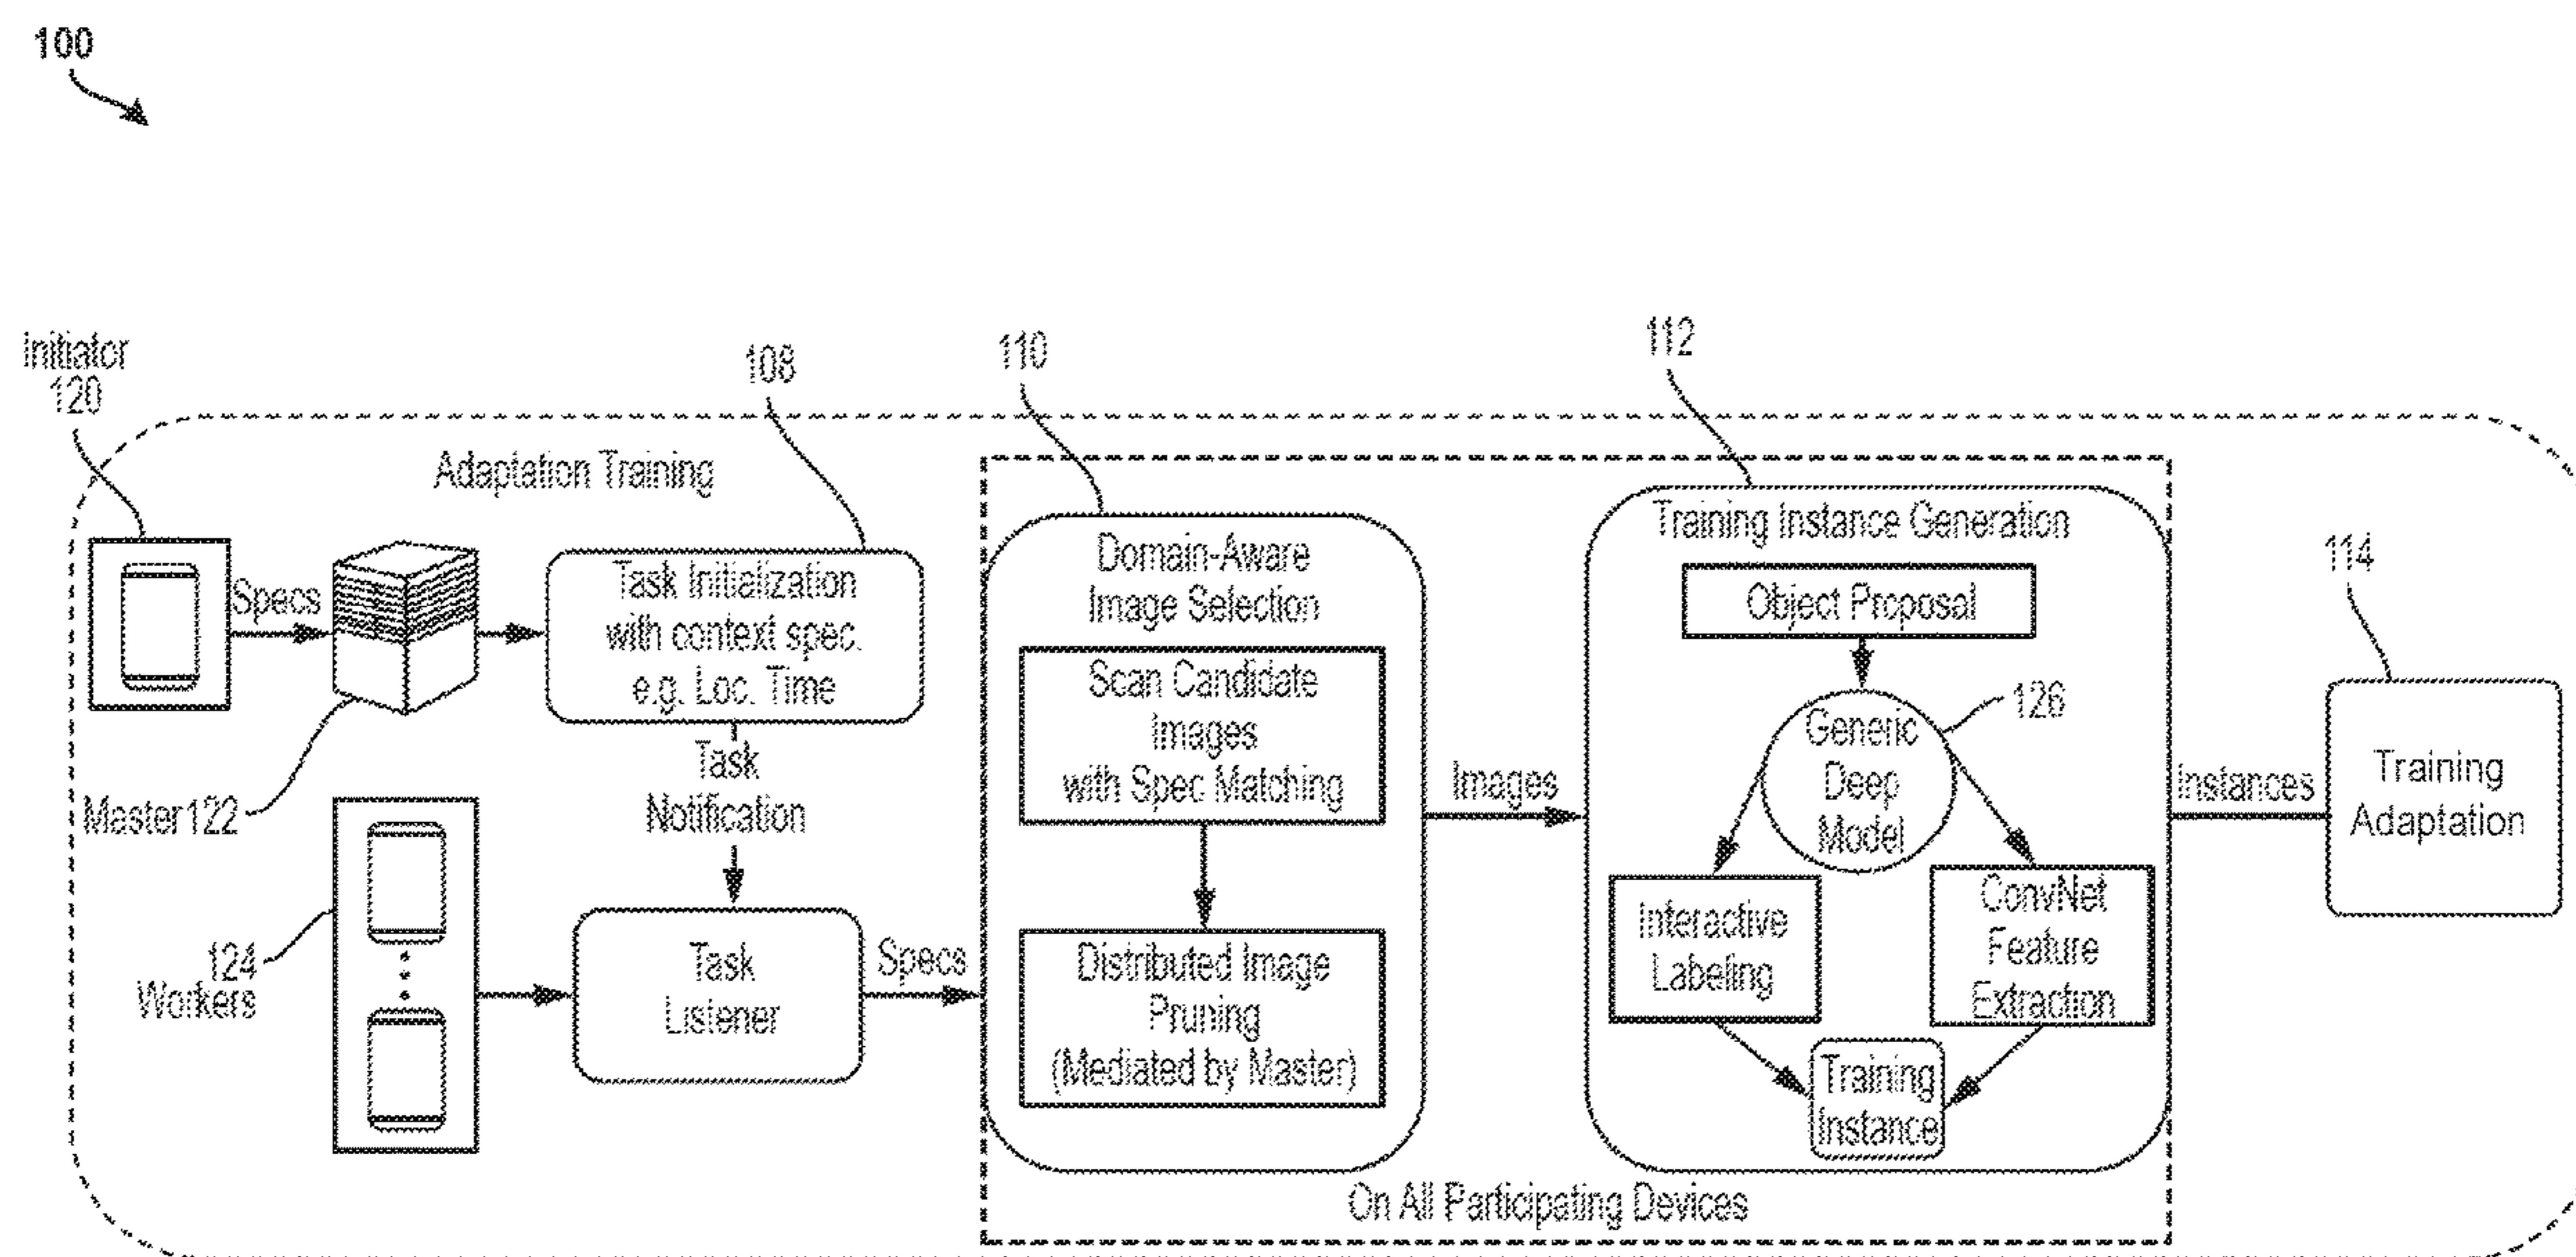 100
Initiator
120
108
110
112
Adaptation Training
Specs
Task Initialization
with context spec.
e.g. Loc. Time
Master122
Task
Notification
124
Workers
Task
Listener
Specs
Domain-Aware
Image Selection
Scan Candidate
Images
with Spec Matching
Distributed Image
Pruning
(Mediated by Master)
Images
Training Instance Generation
Object Proposal
Generic
Deep
Model
126
Interactive
Labeling
ConvNet
Feature
Extraction
Training
Instance
On All Participating Devices
Instances
114
Training
Adaptation